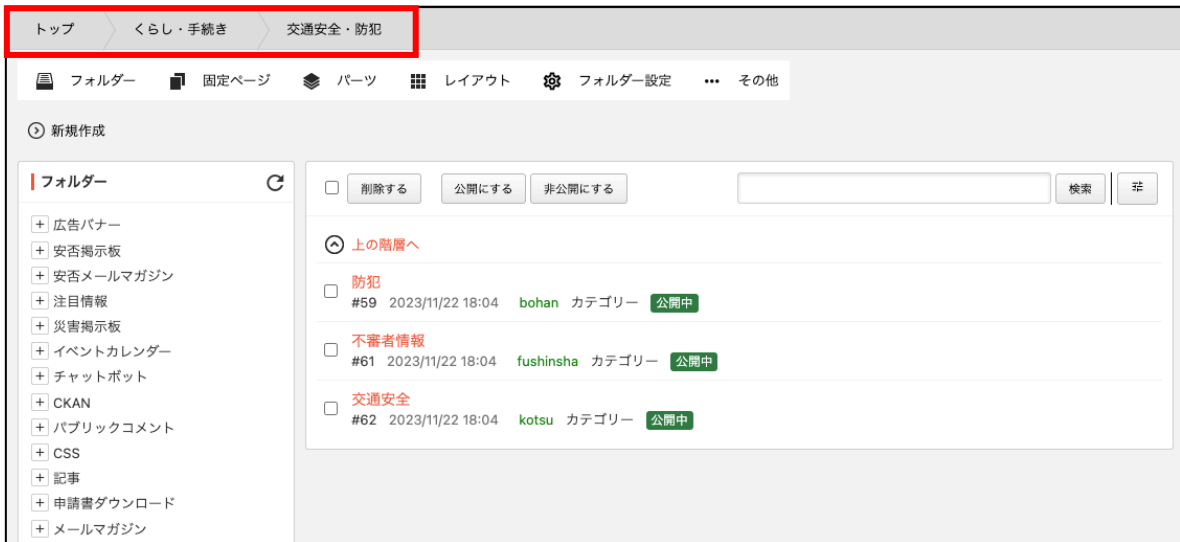 トップ くらし・手続き 交通安全・防犯
フォルダー 固定ページ パーツ レイアウト フォルダー設定 その他
新規作成
フォルダー
広告バナー
安否掲示板
安否メールマガジン
注目情報
災害掲示板
イベントカレンダー
チャットボット
CKAN
パブリックコメント
CSS
記事
申請書ダウンロード
メールマガジン
削除する 公開にする 非公開にする 検索
上の階層へ
防犯
#59 2023/11/22 18:04 bohan カテゴリー 公開中
不審者情報
#61 2023/11/22 18:04 fushinsha カテゴリー 公開中
交通安全
#62 2023/11/22 18:04 kotsu カテゴリー 公開中